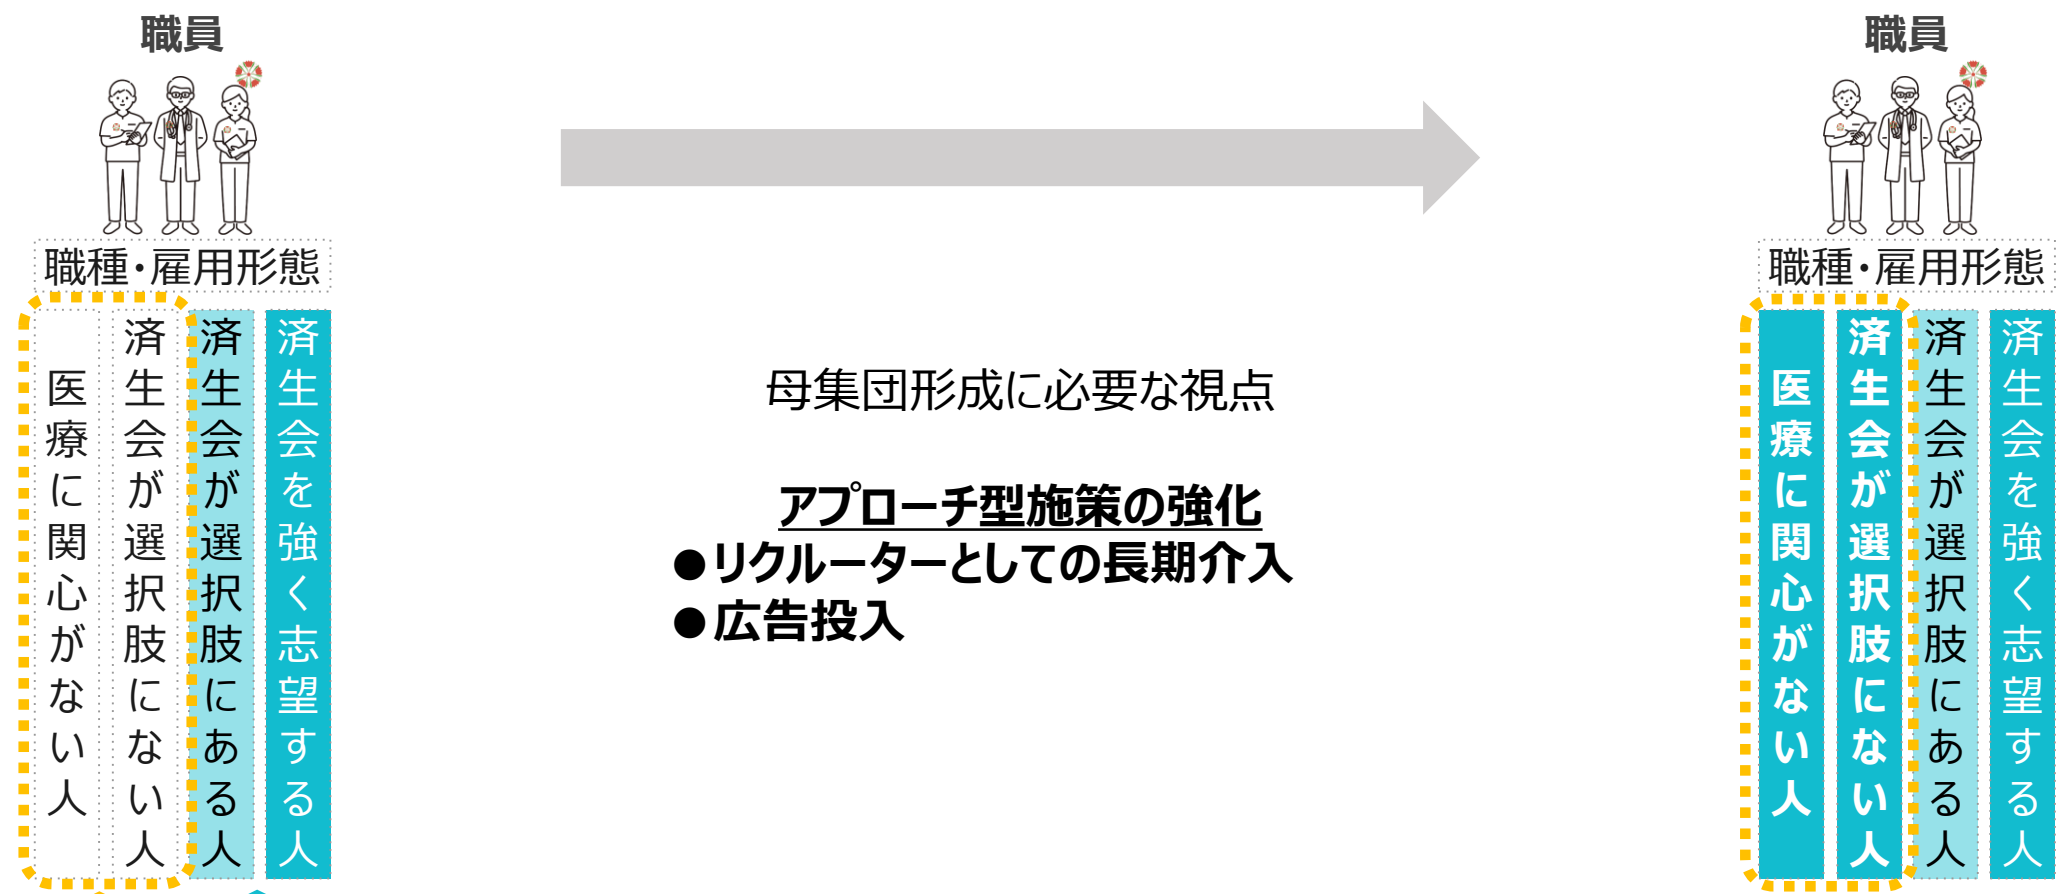 職員
職種・雇用形態
医療に関心がない人
済生会が選択肢にない人
済生会が選択肢にある人
済生会を強く志望する人
母集団形成に必要な視点
アプローチ型施策の強化
●リクルーターとしての長期介入
●広告投入
職員
職種・雇用形態
医療に関心がない人
済生会が選択肢にない人
済生会が選択肢にある人
済生会を強く志望する人